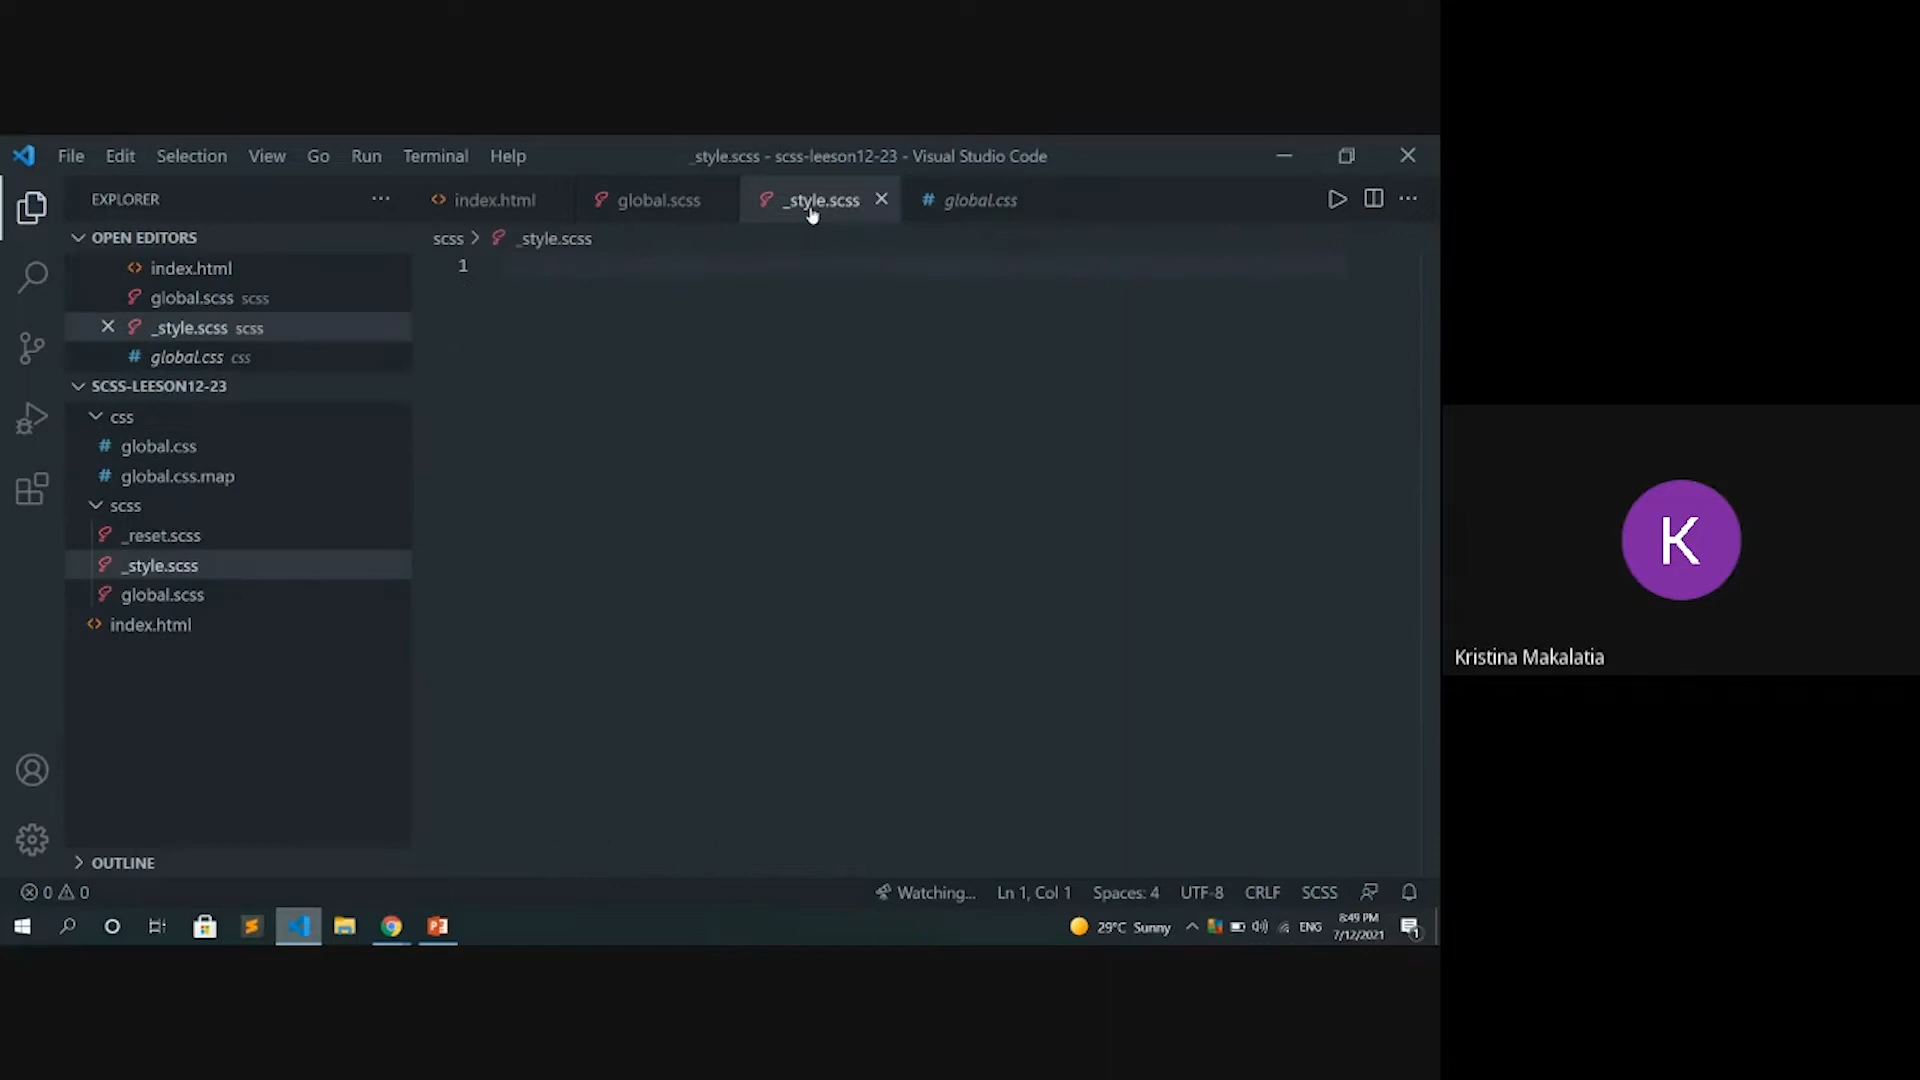 File Edit Selection View Go Run Terminal Help _style.scss - scss-leeson12-23 - Visual Studio Code
EXPLORER
index.html global.scss _style.scss global.css
OPEN EDITORS
scss > _style.scss
index.html
1
global.scss scss
_style.scss scss
global.css css
SCSS-LEESON12-23
css
global.css
global.css.map
scss
_reset.scss
_style.scss
global.scss
index.html
K
Kristina Makalatia
OUTLINE
0 0 Watching... Ln 1, Col 1 Spaces: 4 UTF-8 CRLF SCSS
29°C Sunny ENG 8:49 PM
7/12/2021 1